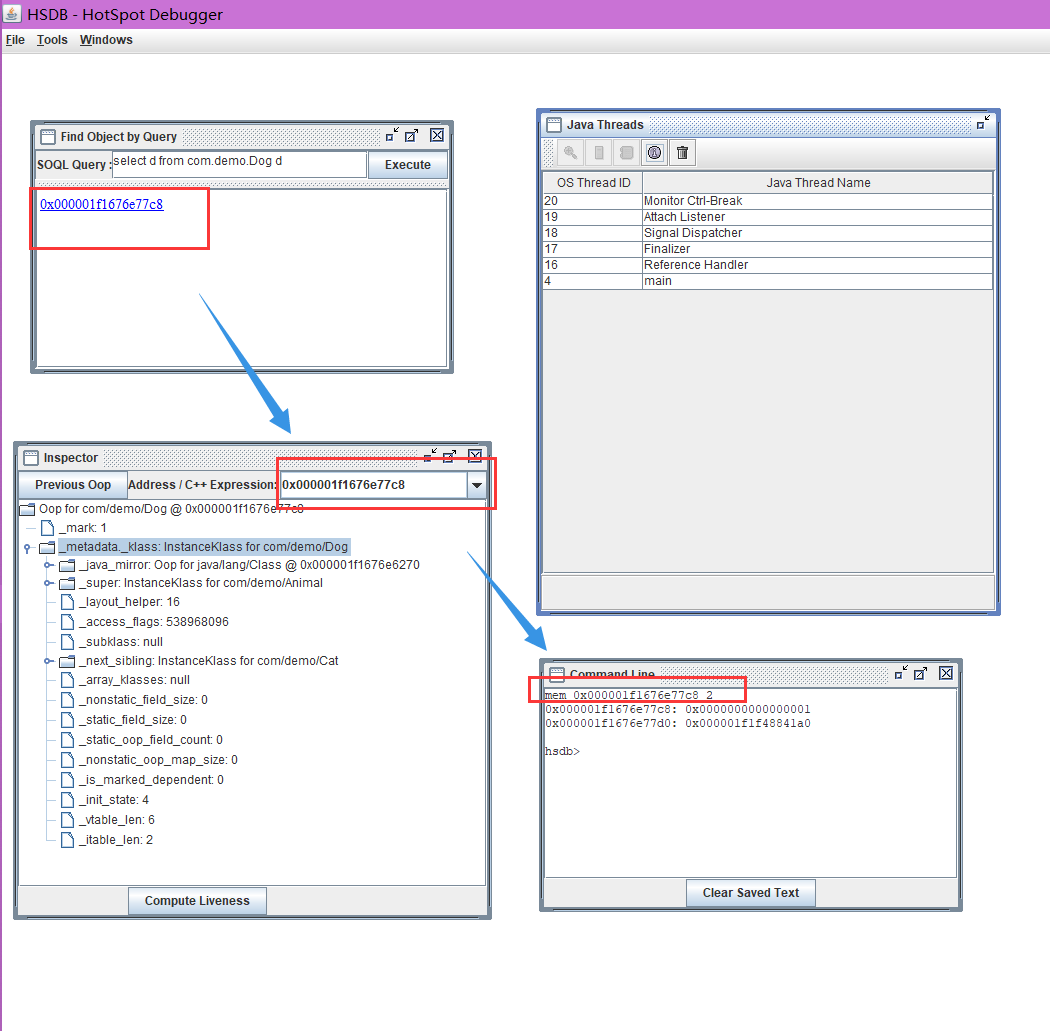 HSDB - HotSpot Debugger
File Tools Windows
Find Object by Query
SOQL Query : select d from com.demo.Dog d Execute
0x000001f1676e77c8
Java Threads
OS Thread ID Java Thread Name
20 Monitor Ctrl-Break
19 Attach Listener
18 Signal Dispatcher
17 Finalizer
16 Reference Handler
4 main
Inspector
Previous Oop Address / C++ Expression: 0x000001f1676e77c8
Oop for com/demo/Dog @ 0x000001f1676e77c8
_mark: 1
_metadata._klass: InstanceKlass for com/demo/Dog
_java_mirror: Oop for java/lang/Class @ 0x000001f1676e6270
_super: InstanceKlass for com/demo/Animal
_layout_helper: 16
_access_flags: 538968096
_subklass: null
_next_sibling: InstanceKlass for com/demo/Cat
_array_klasses: null
_nonstatic_field_size: 0
_static_field_size: 0
_static_oop_field_count: 0
_nonstatic_oop_map_size: 0
_is_marked_dependent: 0
_init_state: 4
_vtable_len: 6
_itable_len: 2
Compute Liveness
Command Line
mem 0x000001f1676e77c8 2
0x000001f1676e77c8: 0x0000000000000001
0x000001f1676e77d0: 0x000001f1f48841a0
hsdb>
Clear Saved Text